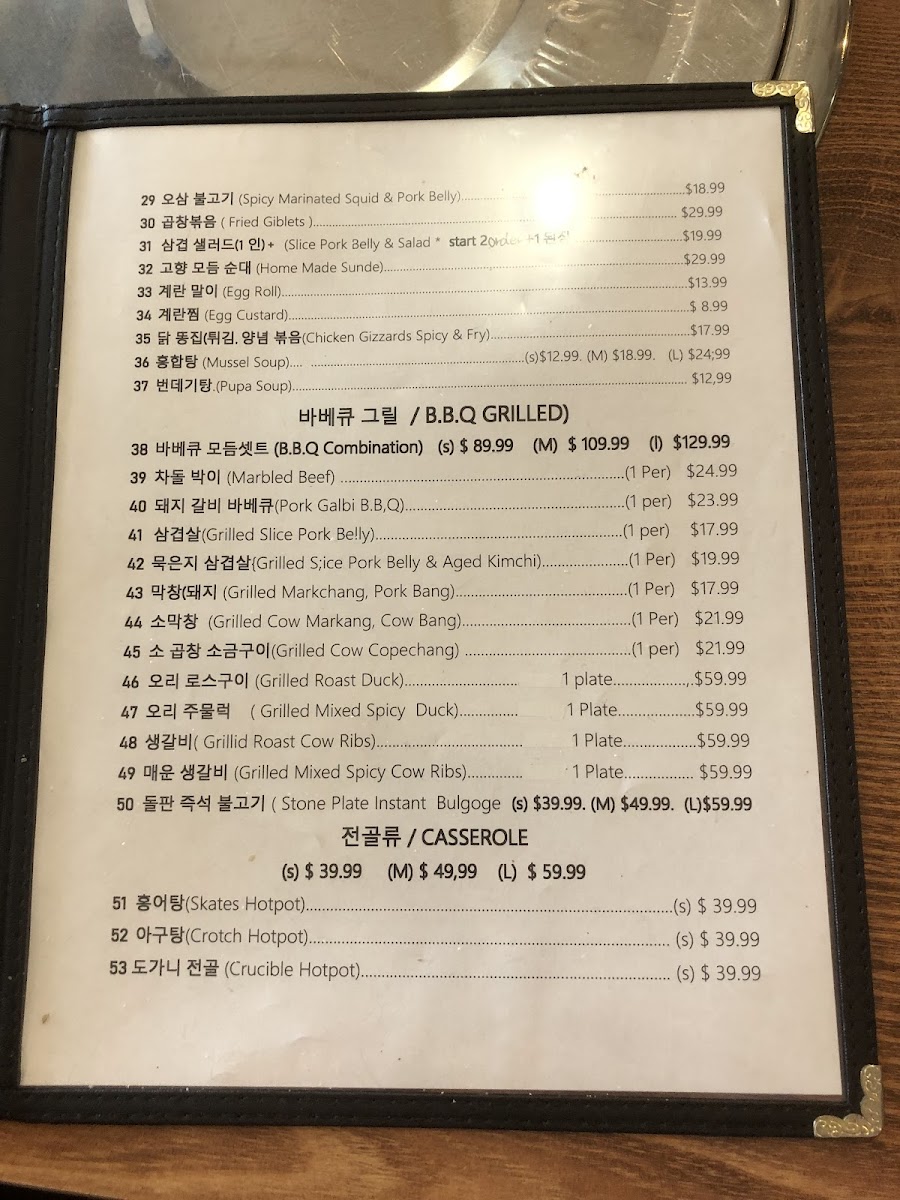 29 오삼 불고기 (Spicy Marinated Squid & Pork Belly)..........$18.99
30 곱창볶음 ( Fried Giblets )..........$29.99
31 삼겹 샐러드(1 인)+ (Slice Pork Belly & Salad * start 2order +1 ..........$19.99
32 고향 모듬 순대 (Home Made Sunde)..........$29.99
33 계란 말이 (Egg Roll)..........$13.99
34 계란찜 (Egg Custard)..........$ 8.99
35 닭 똥집(튀김, 양념 볶음(Chicken Gizzards Spicy & Fry)..........$17.99
36 홍합탕 (Mussel Soup).... ..........(s)$12.99. (M) $18.99. (L) $24;99
37 번데기탕.(Pupa Soup).......... $12,99
바베큐 그릴 / B.B.Q GRILLED)
38 바베큐 모듬셋트 (B.B.Q Combination) (s) $ 89.99 (M) $ 109.99 (l) $129.99
39 차돌 박이 (Marbled Beef) ..........(1 Per) $24.99
40 돼지 갈비 바베큐(Pork Galbi B.B,Q)..........(1 per) $23.99
41 삼겹살(Grilled Slice Pork Belly)..........(1 per) $17.99
42 묵은지 삼겹살{Grilled S;ice Pork Belly & Aged Kimchi)..........(1 Per) $19.99
43 막창(돼지 (Grilled Markchang, Pork Bang)..........(1 Per) $17.99
44 소막창 (Grilled Cow Markang, Cow Bang)..........(1 Per) $21.99
45 소 곱창 소금구이(Grilled Cow Copechang) ..........(1 per) $21.99
46 오리 로스구이 (Grilled Roast Duck).......... 1 plate..........,.$59.99
47 오리 주물럭 ( Grilled Mixed Spicy Duck).......... 1 Plate..........$59.99
48 생갈비( Grillid Roast Cow Ribs).......... 1 Plate..........$59.99
49 매운 생갈비 (Grilled Mixed Spicy Cow Ribs).......... 1 Plate.......... $59.99
50 돌판 즉석 불고기 ( Stone Plate Instant Bulgoge (s) $39.99. (M) $49.99. (L)$59.99
전골류 / CASSEROLE
(s) $ 39.99 (M) $ 49,99 (L) $ 59.99
51 홍어탕(Skates Hotpot)..........(s) $ 39.99
52 아구탕(Crotch Hotpot).......... (s) $ 39.99
53 도가니 전골 (Crucible Hotpot).......... (s) $ 39.99